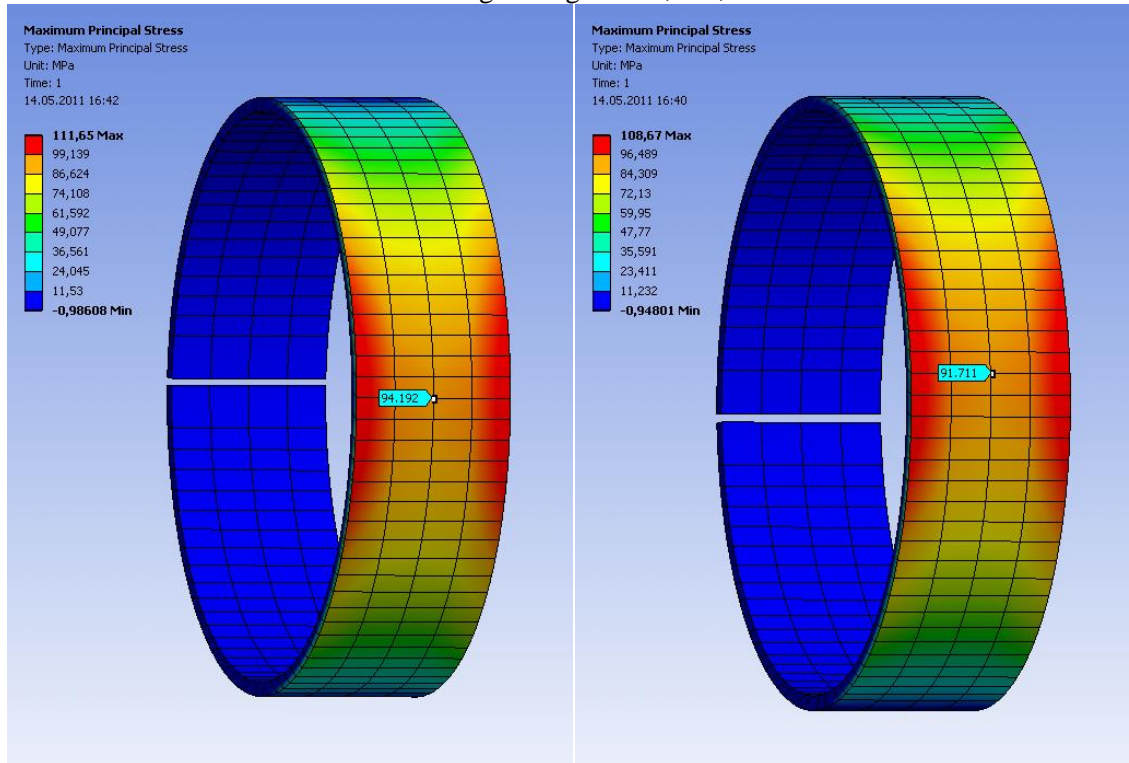 Maximum Principal Stress
Type: Maximum Principal Stress
Unit: MPa
Time: 1
14.05.2011 16:42
111,65 Max
99,139
86,624
74,108
61,592
49,077
36,561
24,045
11,53
-0,98608 Min
94.192
Maximum Principal Stress
Type: Maximum Principal Stress
Unit: MPa
Time: 1
14.05.2011 16:40
108,67 Max
96,489
84,309
72,13
59,95
47,77
35,591
23,411
11,232
-0,94801 Min
91.711